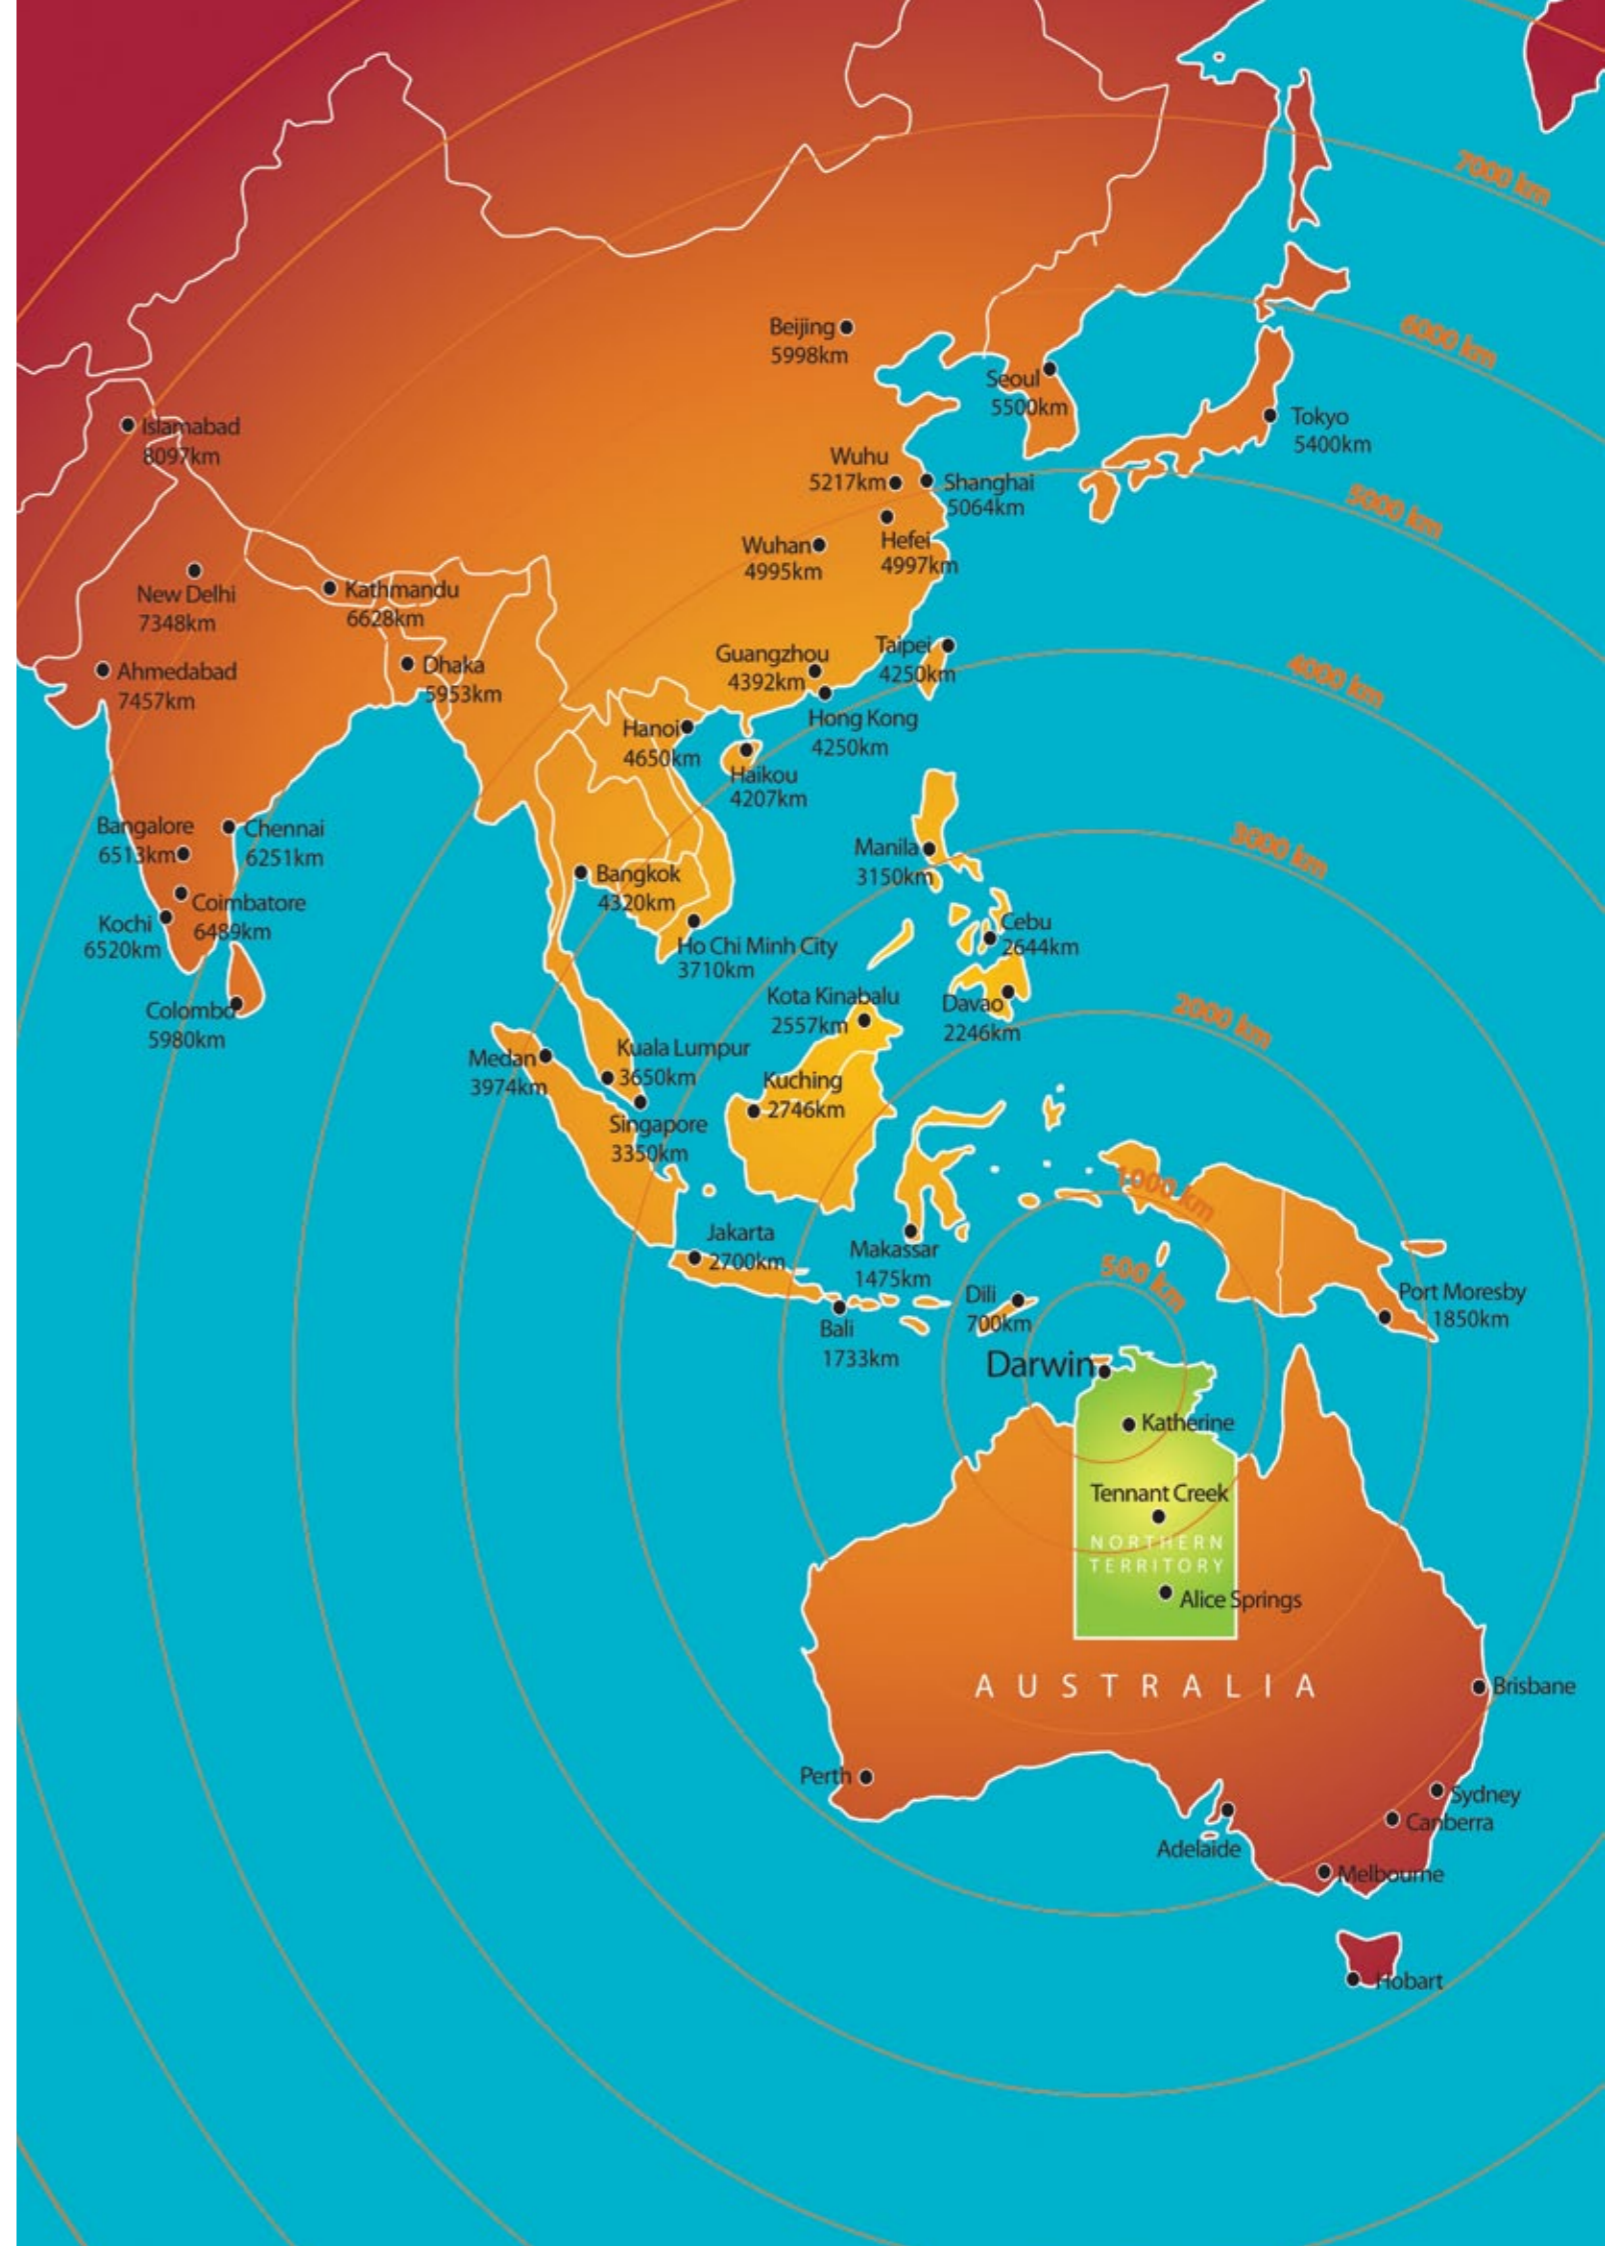 7000 km
6000 km
Beijing
5998km
Seoul
5500km
Tokyo
5400km
Islamabad
8097km
Wuhu
5217km
Shanghai
5064km
5000 km
Hefei
4997km
Wuhan
4995km
New Delhi
7348km
Kathmandu
6628km
Ahmedabad
7457km
Dhaka
5953km
Guangzhou
4392km
Taipei
4250km
4000 km
Hong Kong
4250km
Hanoi
4650km
Haikou
4207km
Bangalore
6513km
Chennai
6251km
Manila
3150km
3000 km
Bangkok
4320km
Coimbatore
6489km
Kochi
6520km
Ho Chi Minh City
3710km
Cebu
2644km
Colombo
5980km
Kota Kinabalu
2557km
Davao
2246km
2000 km
Medan
3974km
Kuala Lumpur
3650km
Kuching
2746km
Singapore
3350km
1000 km
Jakarta
2700km
Makassar
1475km
500 km
Dili
700km
Port Moresby
1850km
Bali
1733km
Darwin
Katherine
Tennant Creek
NORTHERN
TERRITORY
Alice Springs
AUSTRALIA
Brisbane
Perth
Sydney
Canberra
Adelaide
Melbourne
Hobart